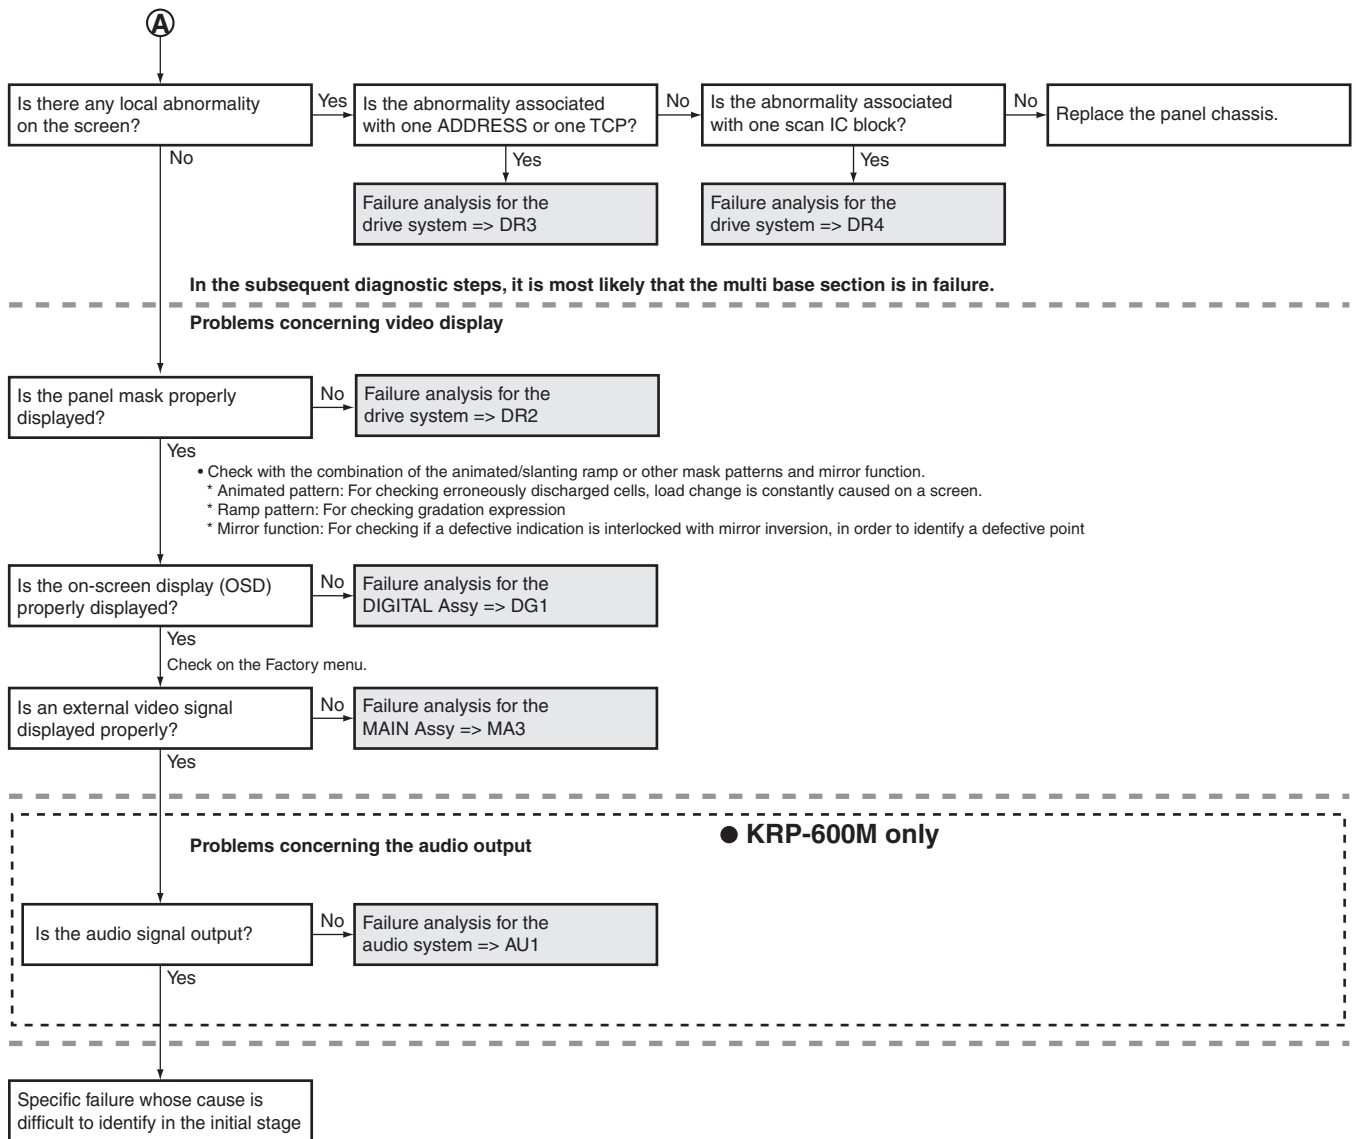 A
Is there any local abnormality
on the screen?
Yes
Is the abnormality associated
with one ADDRESS or one TCP?
No
Is the abnormality associated
with one scan IC block?
No
Replace the panel chassis.
No
Yes
Yes
Failure analysis for the
drive system => DR3
Failure analysis for the
drive system => DR4
In the subsequent diagnostic steps, it is most likely that the multi base section is in failure.
Problems concerning video display
Is the panel mask properly
displayed?
No
Failure analysis for the
drive system => DR2
Yes
• Check with the combination of the animated/slanting ramp or other mask patterns and mirror function.
* Animated pattern: For checking erroneously discharged cells, load change is constantly caused on a screen.
* Ramp pattern: For checking gradation expression
* Mirror function: For checking if a defective indication is interlocked with mirror inversion, in order to identify a defective point
Is the on-screen display (OSD)
properly displayed?
No
Failure analysis for the
DIGITAL Assy => DG1
Yes
Check on the Factory menu.
Is an external video signal
displayed properly?
No
Failure analysis for the
MAIN Assy => MA3
Yes
● KRP-600M only
Problems concerning the audio output
Is the audio signal output?
No
Failure analysis for the
audio system => AU1
Yes
Specific failure whose cause is
difficult to identify in the initial stage